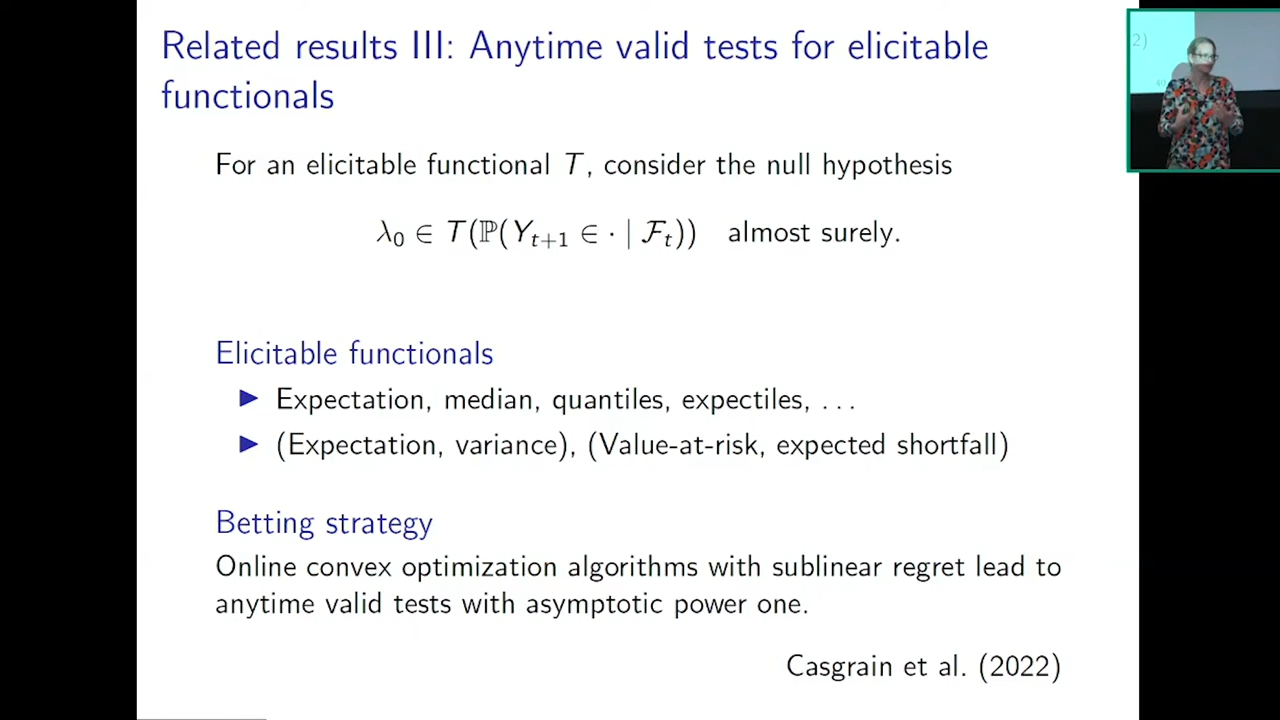 Related results III: Anytime valid tests for elicitable
functionals
For an elicitable functional T, consider the null hypothesis
λ₀ ∈ T(ℙ(Yₜ₊₁ ∈ · | ℱₜ)) almost surely.
Elicitable functionals
▶ Expectation, median, quantiles, expectiles, . . .
▶ (Expectation, variance), (Value-at-risk, expected shortfall)
Betting strategy
Online convex optimization algorithms with sublinear regret lead to
anytime valid tests with asymptotic power one.
Casgrain et al. (2022)
2)